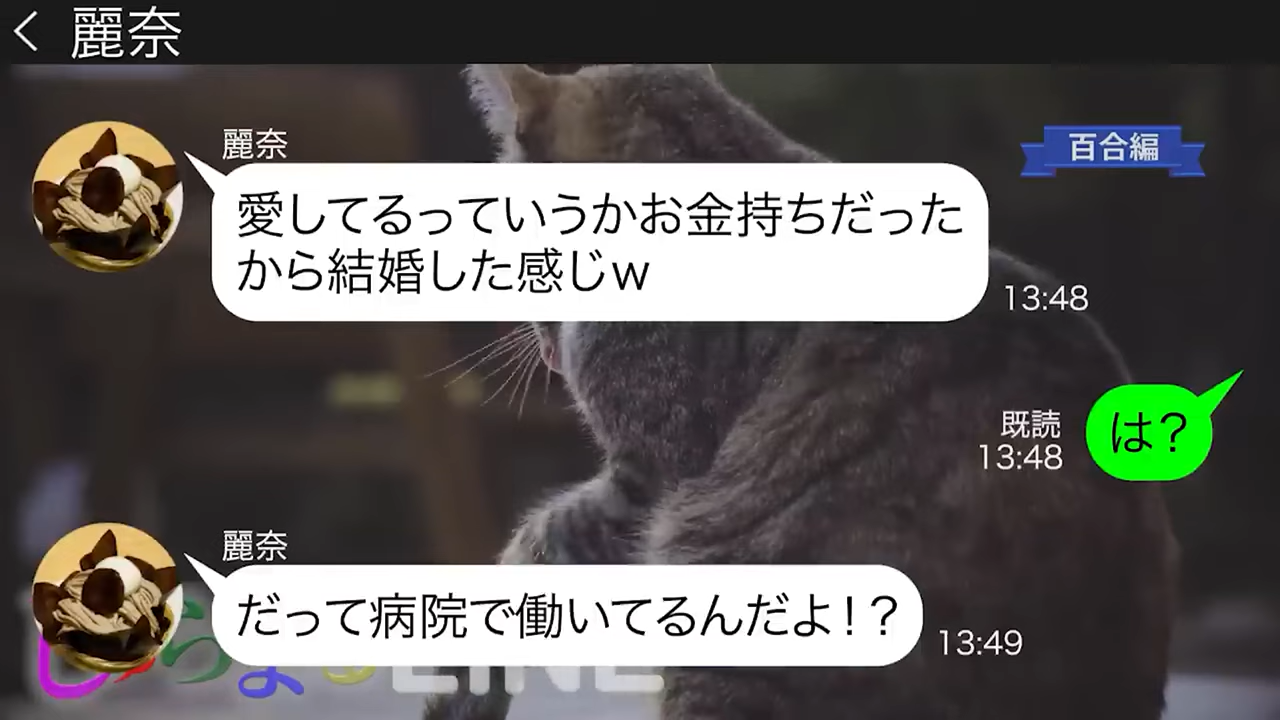 麗奈
麗奈
百合編
愛してるっていうかお金持ちだった
から結婚した感じw
13:48
既読
13:48
は?
麗奈
だって病院で働いてるんだよ!?
13:49
LINE